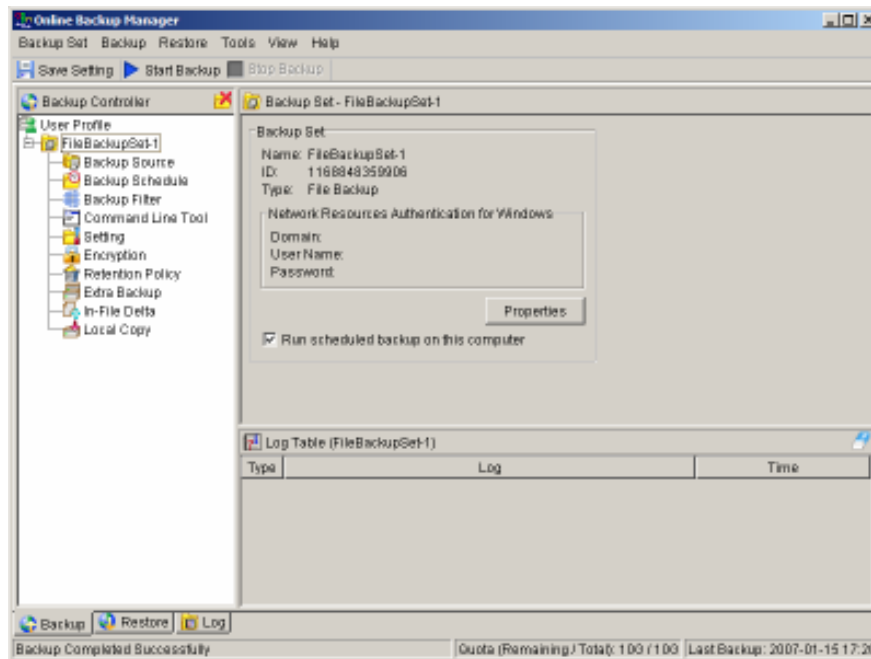 Online Backup Manager
Backup Set Backup Restore Tools View Help
Save Setting Start Backup Stop Backup
Backup Controller
User Profile
FileBackupSet-1
Backup Source
Backup Schedule
Backup Filter
Command Line Tool
Setting
Encryption
Retention Policy
Extra Backup
In-File Delta
Local Copy
Backup Set - FileBackupSet-1
Backup Set
Name: FileBackupSet-1
ID: 1168848359906
Type: File Backup
Network Resources Authentication for Windows
Domain:
User Name:
Password:
Properties
Run scheduled backup on this computer
Log Table (FileBackupSet-1)
Type Log Time
Backup Restore Log
Backup Completed Successfully
Quota (Remaining / Total): 10G / 10G
Last Backup: 2007-01-15 17:2